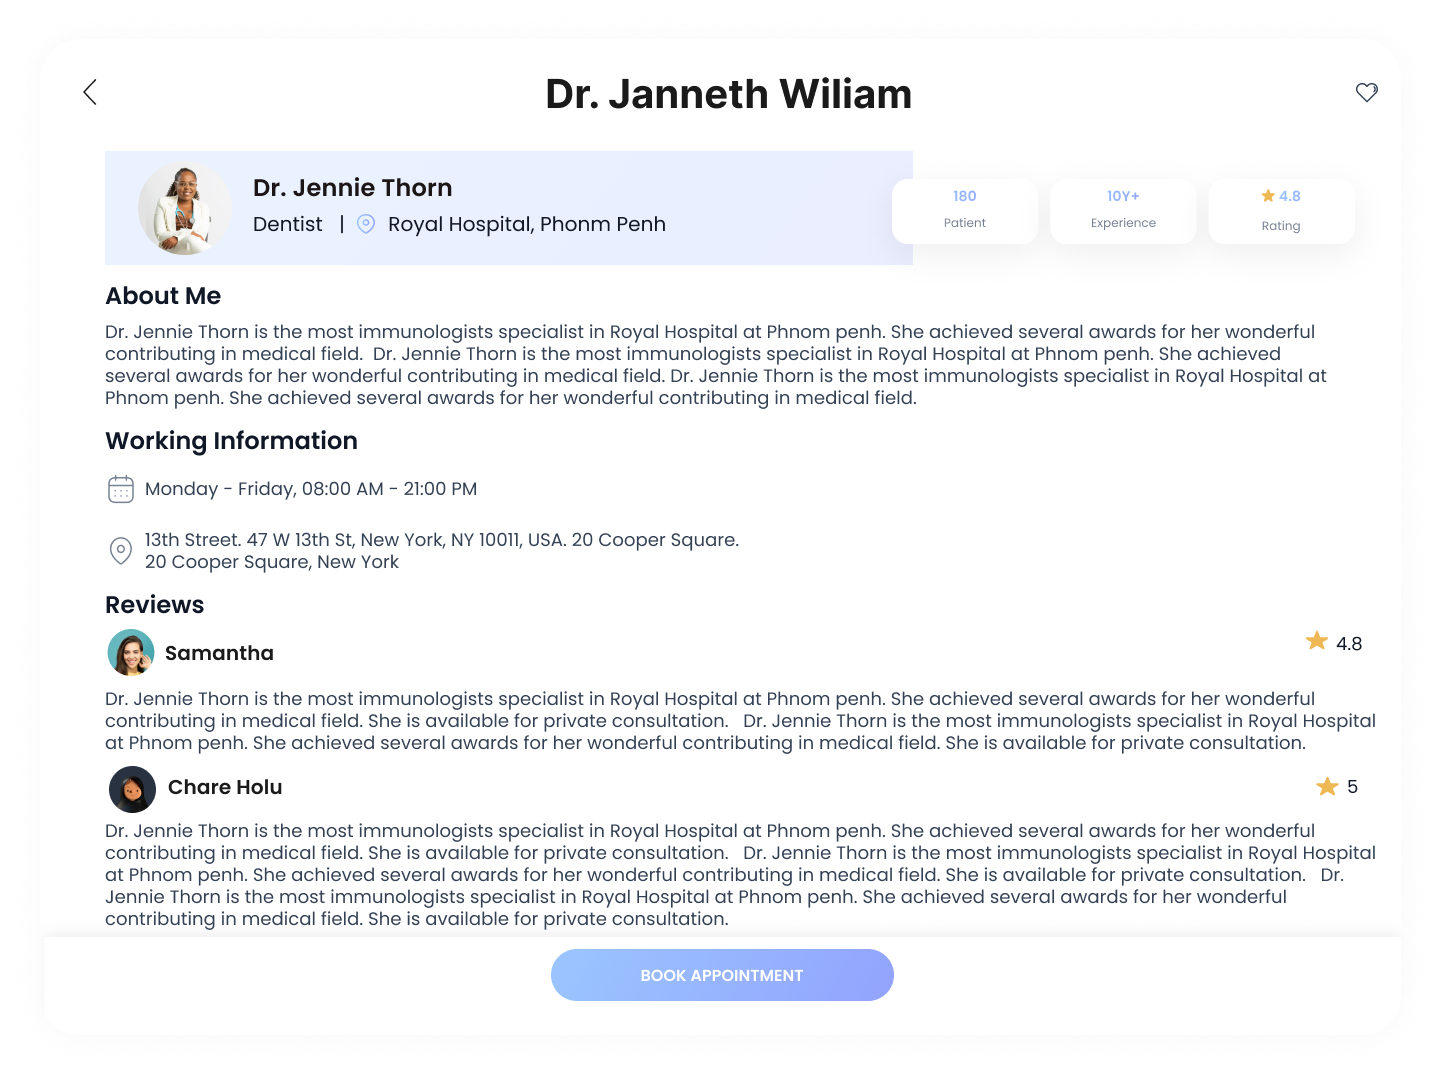 Dr. Janneth Wiliam
Dr. Jennie Thorn
Dentist | Royal Hospital, Phonm Penh
180
Patient
10Y+
Experience
4.8
Rating
About Me
Dr. Jennie Thorn is the most immunologists specialist in Royal Hospital at Phnom penh. She achieved several awards for her wonderful
contributing in medical field. Dr. Jennie Thorn is the most immunologists specialist in Royal Hospital at Phnom penh. She achieved
several awards for her wonderful contributing in medical field. Dr. Jennie Thorn is the most immunologists specialist in Royal Hospital at
Phnom penh. She achieved several awards for her wonderful contributing in medical field.
Working Information
Monday - Friday, 08:00 AM - 21:00 PM
13th Street. 47 W 13th St, New York, NY 10011, USA. 20 Cooper Square.
20 Cooper Square, New York
Reviews
Samantha
4.8
Dr. Jennie Thorn is the most immunologists specialist in Royal Hospital at Phnom penh. She achieved several awards for her wonderful
contributing in medical field. She is available for private consultation. Dr. Jennie Thorn is the most immunologists specialist in Royal Hospital
at Phnom penh. She achieved several awards for her wonderful contributing in medical field. She is available for private consultation.
Chare Holu
5
Dr. Jennie Thorn is the most immunologists specialist in Royal Hospital at Phnom penh. She achieved several awards for her wonderful
contributing in medical field. She is available for private consultation. Dr. Jennie Thorn is the most immunologists specialist in Royal Hospital
at Phnom penh. She achieved several awards for her wonderful contributing in medical field. She is available for private consultation. Dr.
Jennie Thorn is the most immunologists specialist in Royal Hospital at Phnom penh. She achieved several awards for her wonderful
contributing in medical field. She is available for private consultation.
BOOK APPOINTMENT